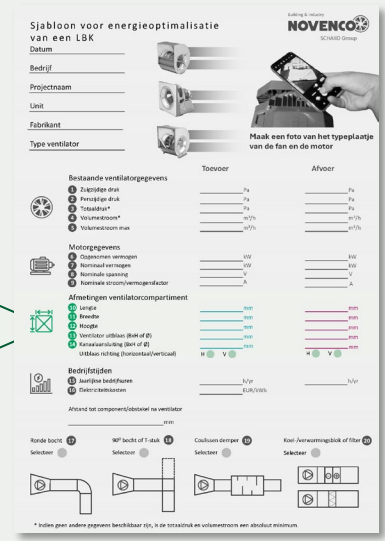 Sjabloon voor energieoptimalisatie
van een LBK
Building & Industry
NOVENCO
SCHAKO Group
Datum
Bedrijf
Projectnaam
Unit
Fabrikant
Type ventilator
Maak een foto van het typeplaatje
van de fan en de motor
Toevoer Afvoer
Bestaande ventilatorgegevens
1 Zuigzijdige druk Pa Pa
2 Perszijdige druk Pa Pa
3 Totaaldruk* Pa Pa
4 Volumestroom* m³/h m³/h
5 Volumestroom max m³/h m³/h
Motorgegevens
6 Opgenomen vermogen kW kW
7 Nominaal vermogen kW kW
8 Nominale spanning V V
9 Nominale stroom/vermogensfactor A A
Afmetingen ventilatorcompartiment
10 Lengte mm mm
11 Breedte mm mm
12 Hoogte mm mm
13 Ventilator uitblaas (BxH of Ø) mm mm
14 Kanaalaansluiting (BxH of Ø) mm mm
Uitblaas richting (horizontaal/verticaal) H V H V
Bedrijfstijden
15 Jaarlijkse bedrijfsuren h/yr h/yr
16 Elektriciteitskosten EUR/kWh
Afstand tot component/obstakel na ventilator
mm
Ronde bocht 17 90° bocht of T-stuk 18 Coulissen demper 19 Koel-/verwarmingsblok of filter 20
Selecteer Selecteer Selecteer Selecteer
* Indien geen andere gegevens beschikbaar zijn, is de totaaldruk en volumestroom een absoluut minimum.